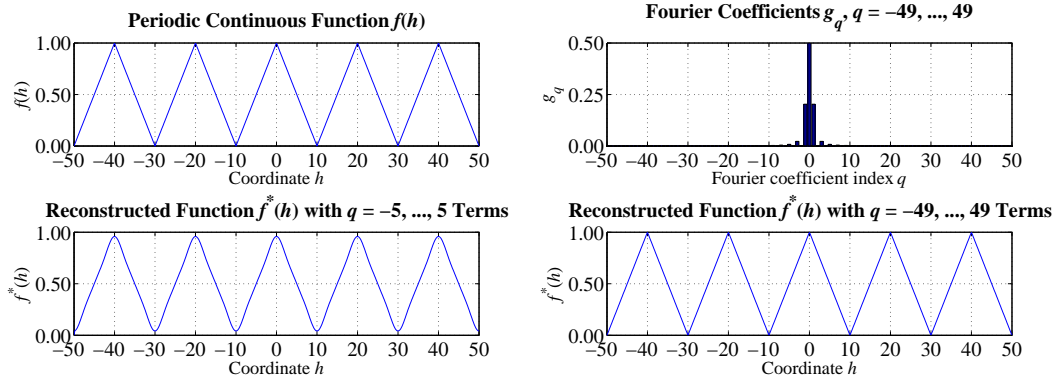 Periodic Continuous Function f(h)
1.00
0.50
0.00
f(h)
−50 −40 −30 −20 −10 0 10 20 30 40 50
Coordinate h
Fourier Coefficients g_q, q = −49, ..., 49
0.50
0.25
0.00
g_q
−50 −40 −30 −20 −10 0 10 20 30 40 50
Fourier coefficient index q
Reconstructed Function f*(h) with q = −5, ..., 5 Terms
1.00
0.50
0.00
f*(h)
−50 −40 −30 −20 −10 0 10 20 30 40 50
Coordinate h
Reconstructed Function f*(h) with q = −49, ..., 49 Terms
1.00
0.50
0.00
f*(h)
−50 −40 −30 −20 −10 0 10 20 30 40 50
Coordinate h